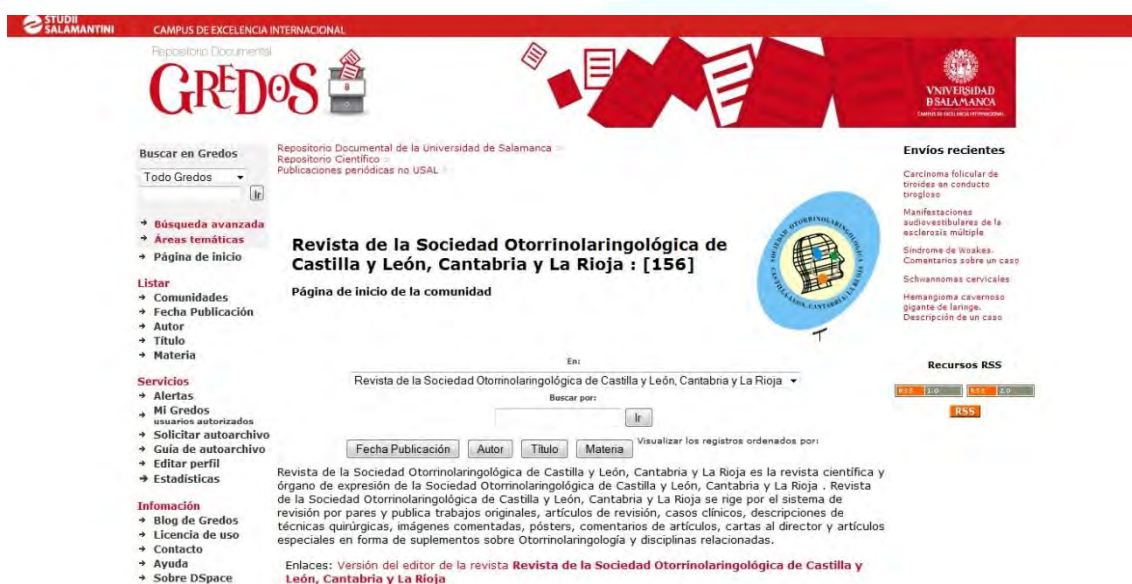 STUDII
SALAMANTINI
CAMPUS DE EXCELENCIA INTERNACIONAL
Repositorio Documental
GREDOS
VNIVERSIDAD
D SALAMANCA
CAMPUS DE EXCELENCIA INTERNACIONAL
Buscar en Gredos
Todo Gredos
Ir
Búsqueda avanzada
Áreas temáticas
Página de inicio
Listar
Comunidades
Fecha Publicación
Autor
Título
Materia
Servicios
Alertas
Mi Gredos
usuarios autorizados
Solicitar autoarchivo
Guía de autoarchivo
Editar perfil
Estadísticas
Infomación
Blog de Gredos
Licencia de uso
Contacto
Ayuda
Sobre DSpace
Repositorio Documental de la Universidad de Salamanca >
Repositorio Científico >
Publicaciones periódicas no USAL
Revista de la Sociedad Otorrinolaringológica de
Castilla y León, Cantabria y La Rioja : [156]
Página de inicio de la comunidad
SOCIEDAD OTORRINOLARINGOLOGICA
CASTILLA Y LEON, CANTABRIA Y LA RIOJA
En:
Revista de la Sociedad Otorrinolaringológica de Castilla y León, Cantabria y La Rioja
Buscar por:
Ir
Fecha Publicación Autor Título Materia Visualizar los registros ordenados por:
Revista de la Sociedad Otorrinolaringológica de Castilla y León, Cantabria y La Rioja es la revista científica y
órgano de expresión de la Sociedad Otorrinolaringológica de Castilla y León, Cantabria y La Rioja . Revista
de la Sociedad Otorrinolaringológica de Castilla y León, Cantabria y La Rioja se rige por el sistema de
revisión por pares y publica trabajos originales, artículos de revisión, casos clínicos, descripciones de
técnicas quirúrgicas, imágenes comentadas, pósters, comentarios de artículos, cartas al director y artículos
especiales en forma de suplementos sobre Otorrinolaringología y disciplinas relacionadas.
Enlaces: Versión del editor de la revista Revista de la Sociedad Otorrinolaringológica de Castilla y
León, Cantabria y La Rioja
Envíos recientes
Carcinoma folicular de
tiroides en conducto
tirogloso
Manifestaciones
audiovestibulares de la
esclerosis múltiple
Síndrome de Woakes.
Comentarios sobre un caso
Schwannomas cervicales
Hemangioma cavernoso
gigante de laringe.
Descripción de un caso
Recursos RSS
RSS 1.0 RSS 2.0
RSS